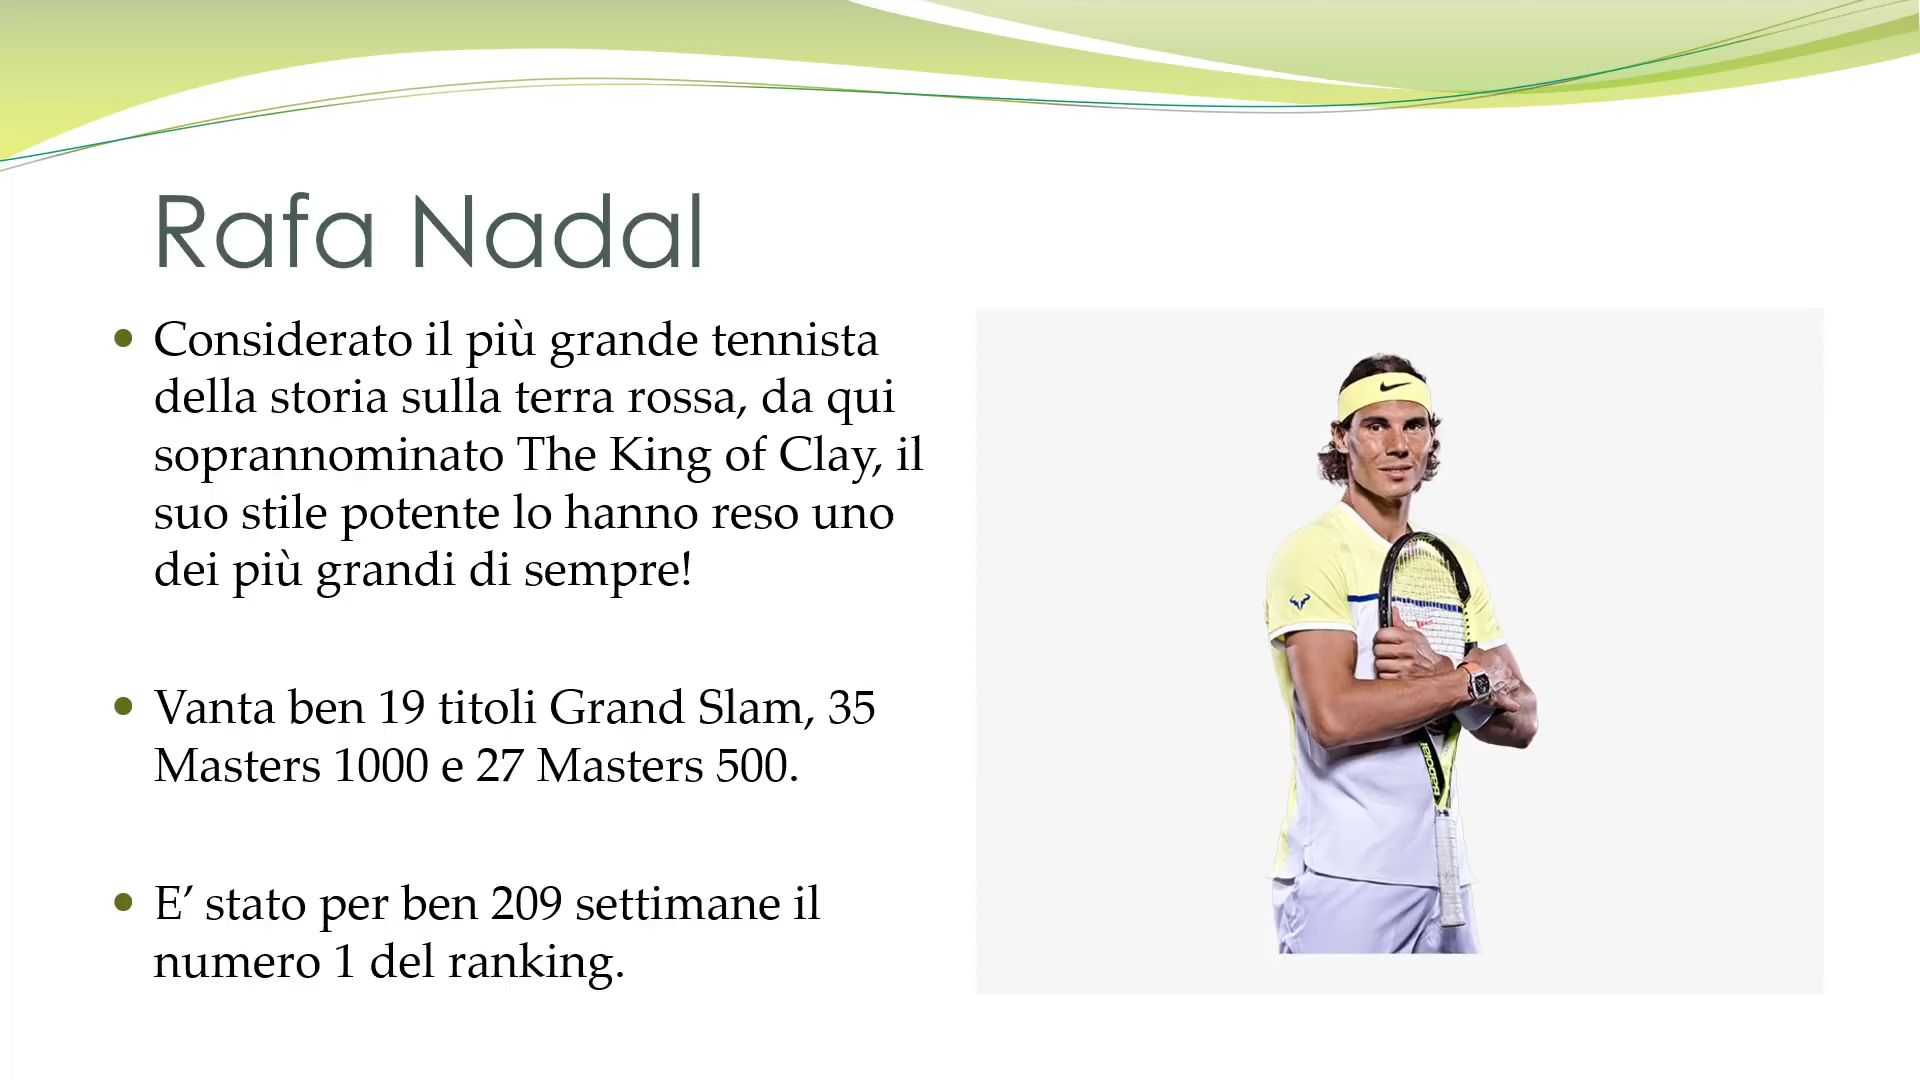 Rafa Nadal
• Considerato il più grande tennista
della storia sulla terra rossa, da qui
soprannominato The King of Clay, il
suo stile potente lo hanno reso uno
dei più grandi di sempre!
• Vanta ben 19 titoli Grand Slam, 35
Masters 1000 e 27 Masters 500.
• E’ stato per ben 209 settimane il
numero 1 del ranking.
Babolat